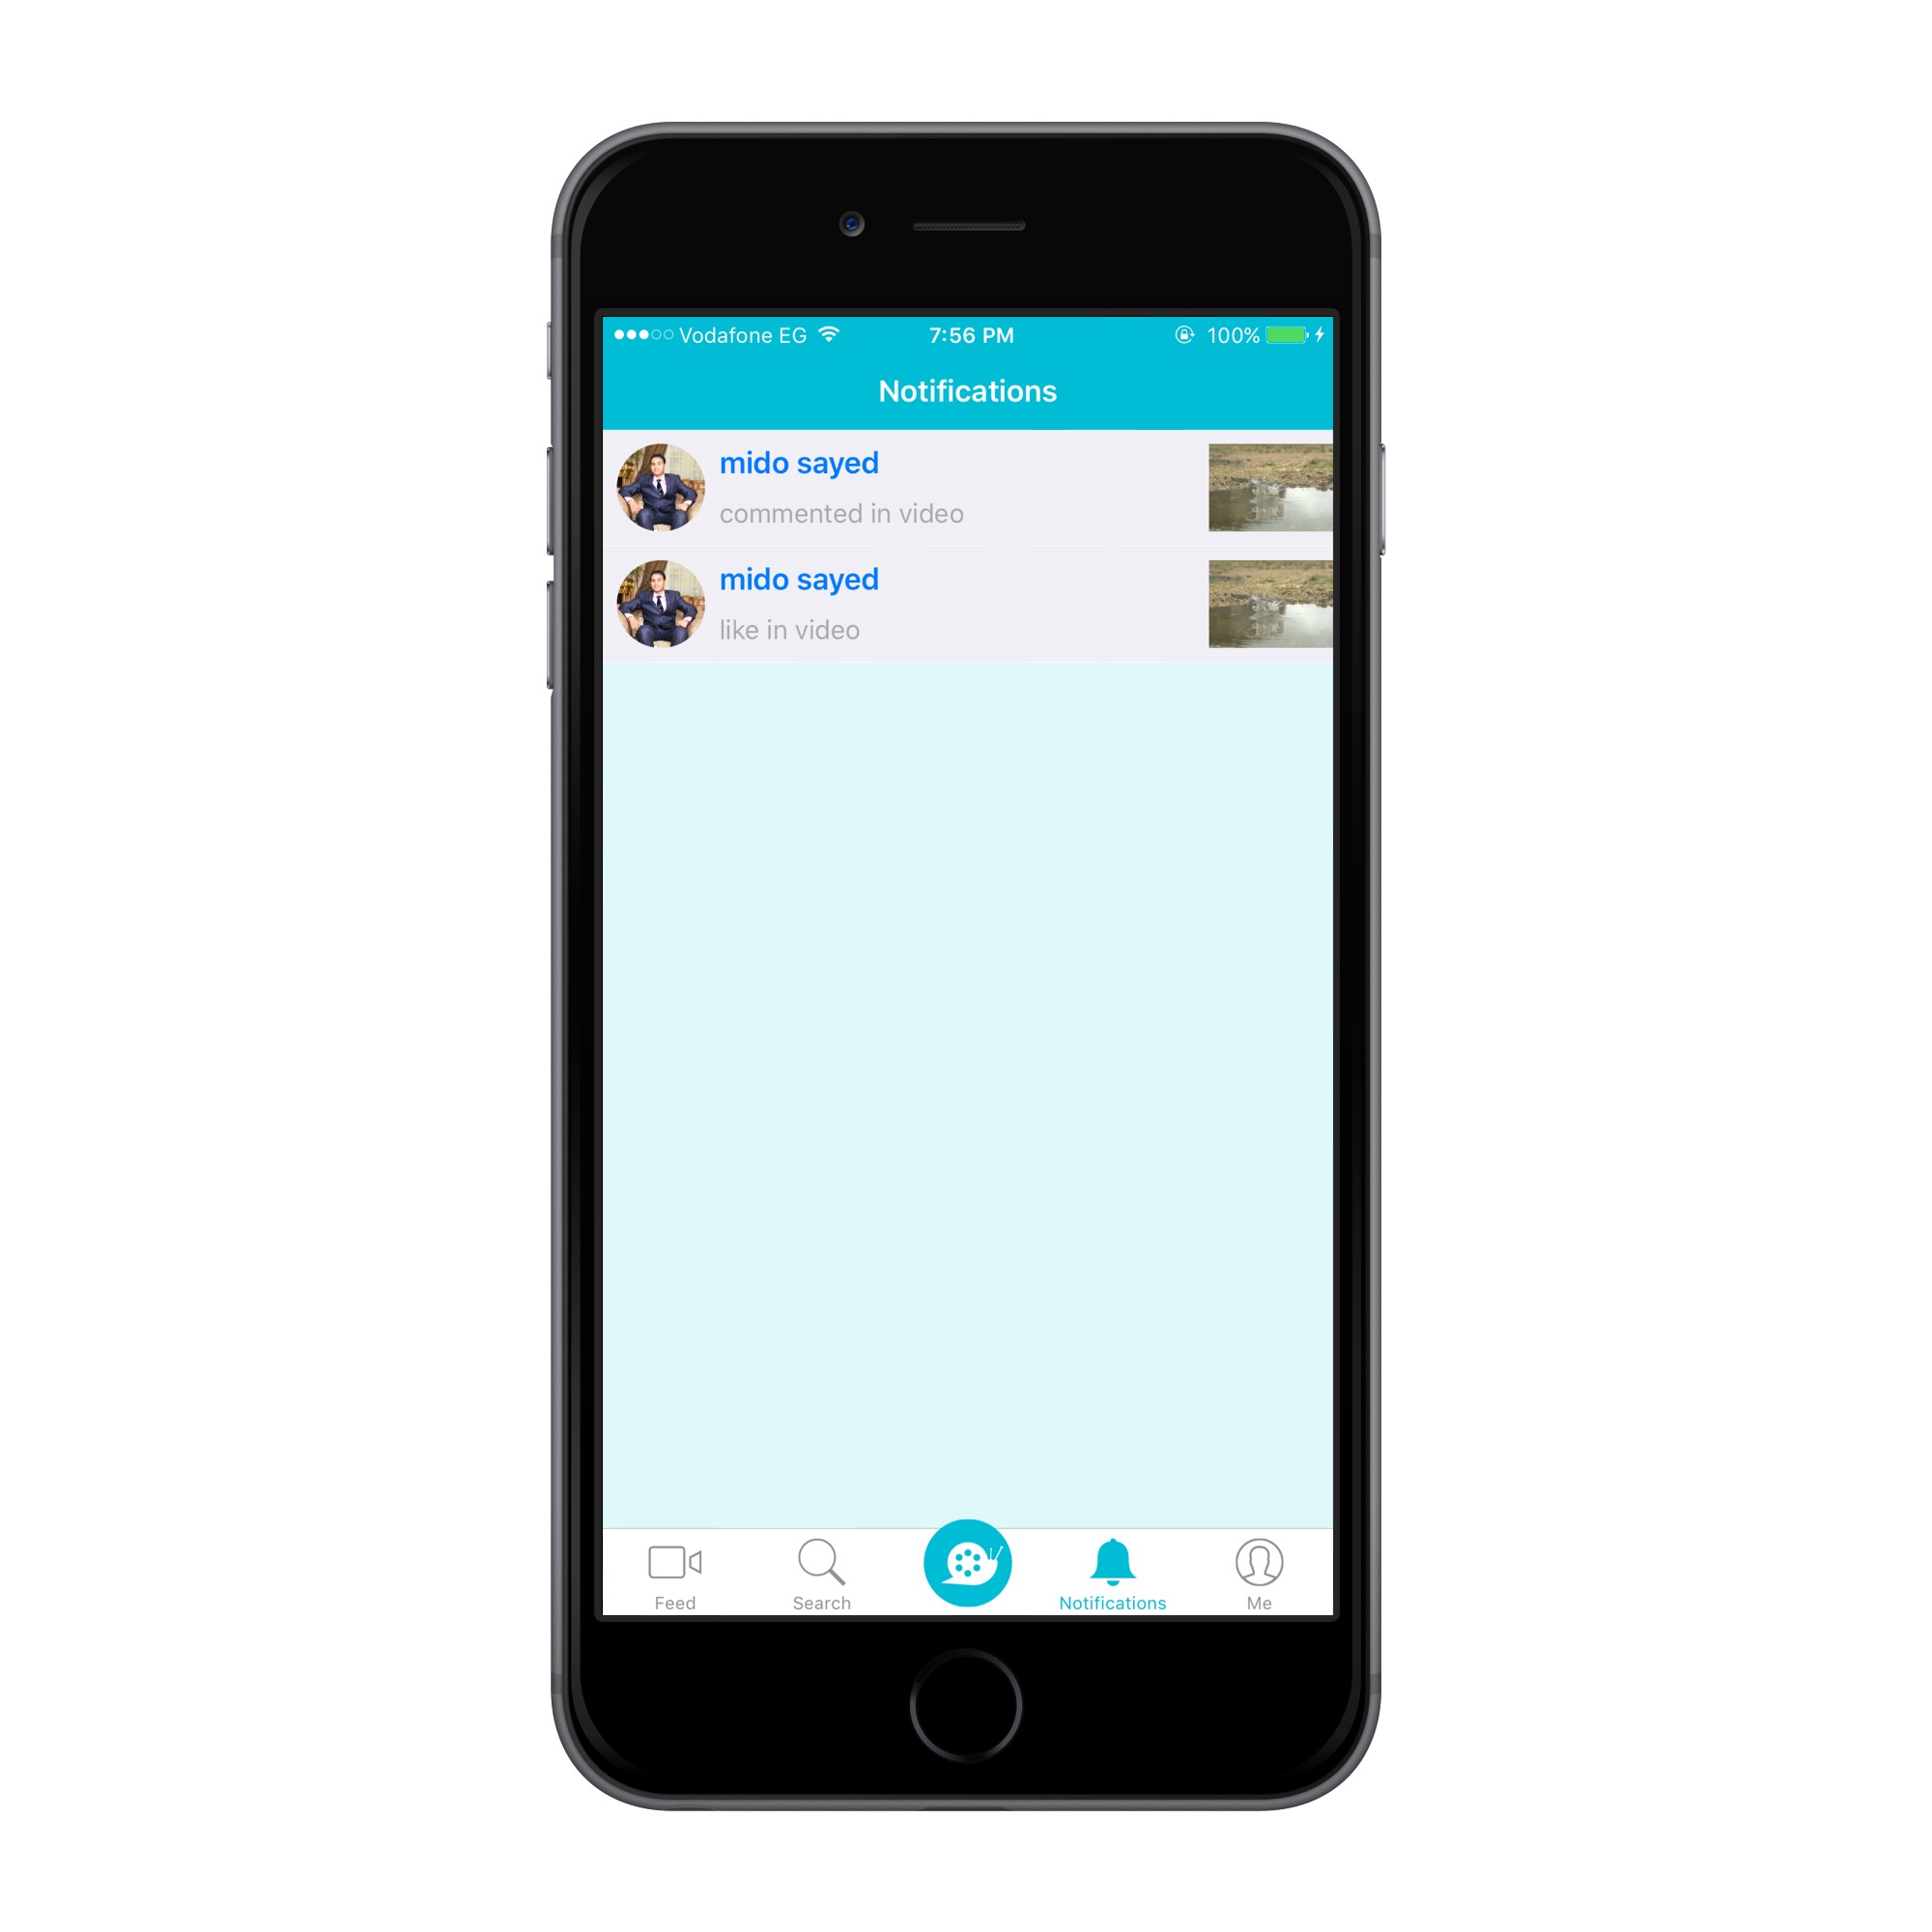 Vodafone EG 7:56 PM 100%
Notifications
mido sayed
commented in video
mido sayed
like in video
Feed Search Notifications Me